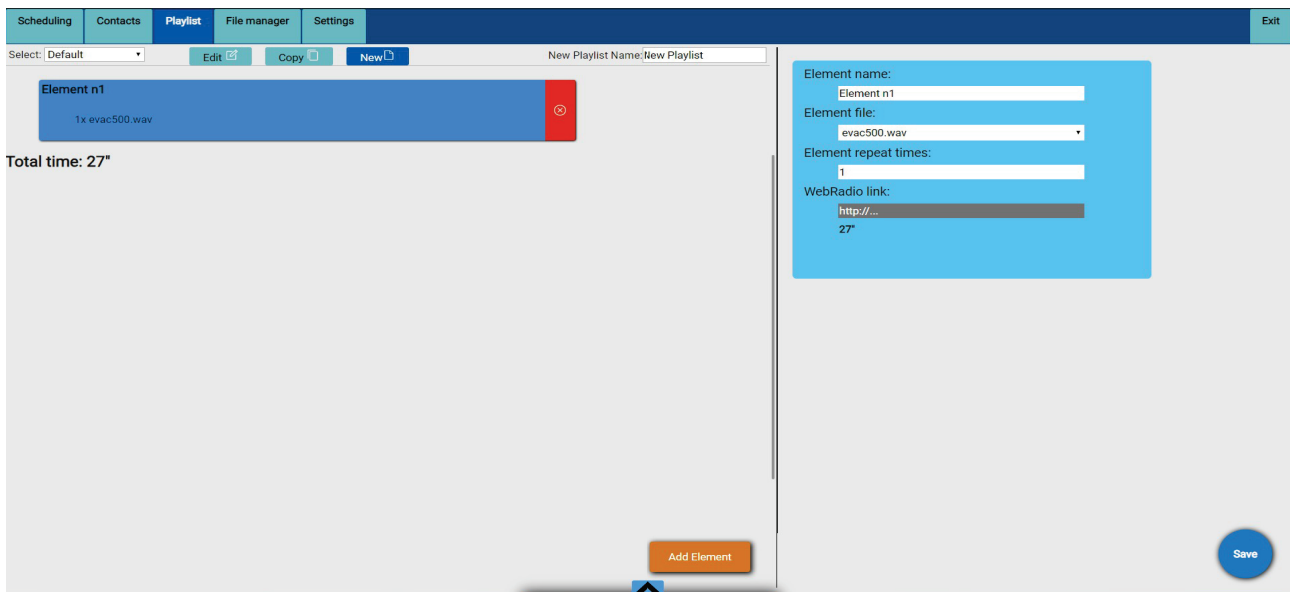 Scheduling Contacts Playlist File manager Settings Exit
Select: Default Edit Copy New New Playlist Name: New Playlist
Element n1
1x evac500.wav
Total time: 27"
Add Element
Element name:
Element n1
Element file:
evac500.wav
Element repeat times:
1
WebRadio link:
http://...
27"
Save